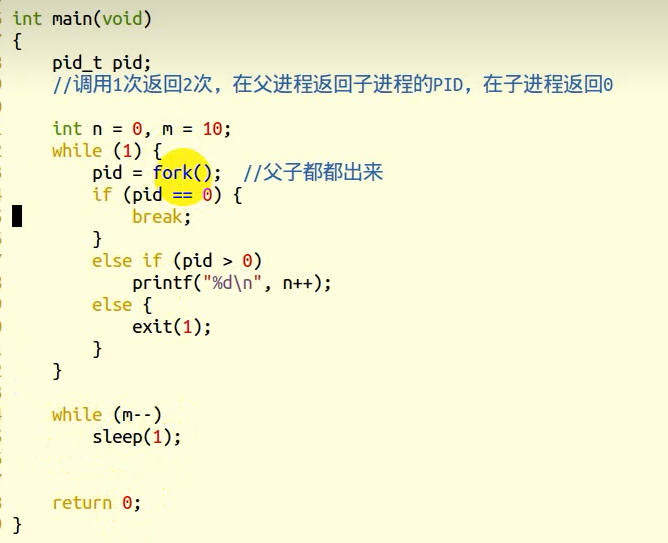 int main(void)
{
pid_t pid;
//调用1次返回2次，在父进程返回子进程的PID，在子进程返回0
int n = 0, m = 10;
while (1) {
pid = fork(); //父子都都出来
if (pid == 0) {
break;
}
else if (pid > 0)
printf("%d\n", n++);
else {
exit(1);
}
}
while (m--)
sleep(1);
return 0;
}